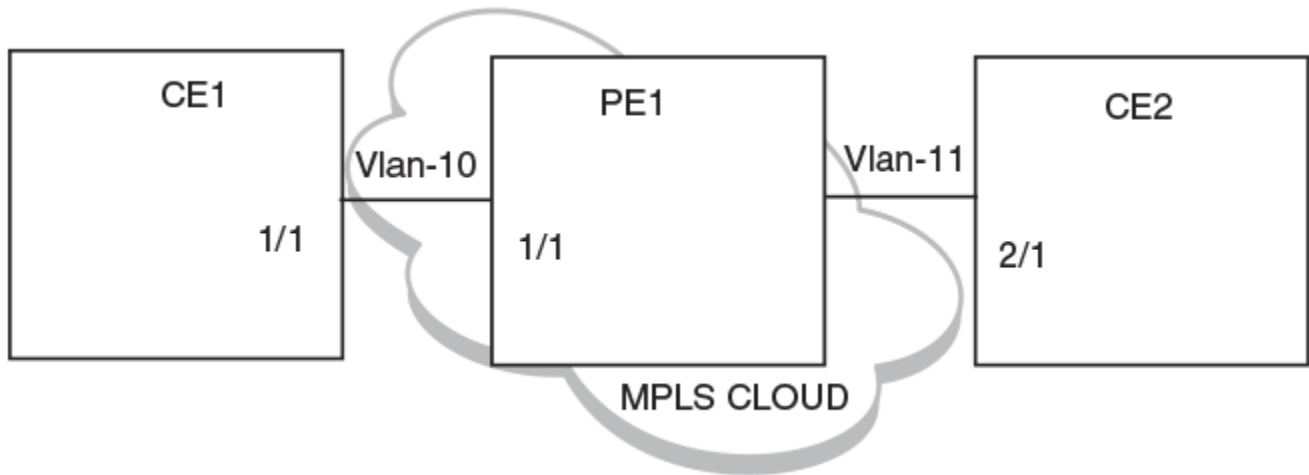 CE1
PE1
CE2
Vlan-10
Vlan-11
1/1
1/1
2/1
MPLS CLOUD